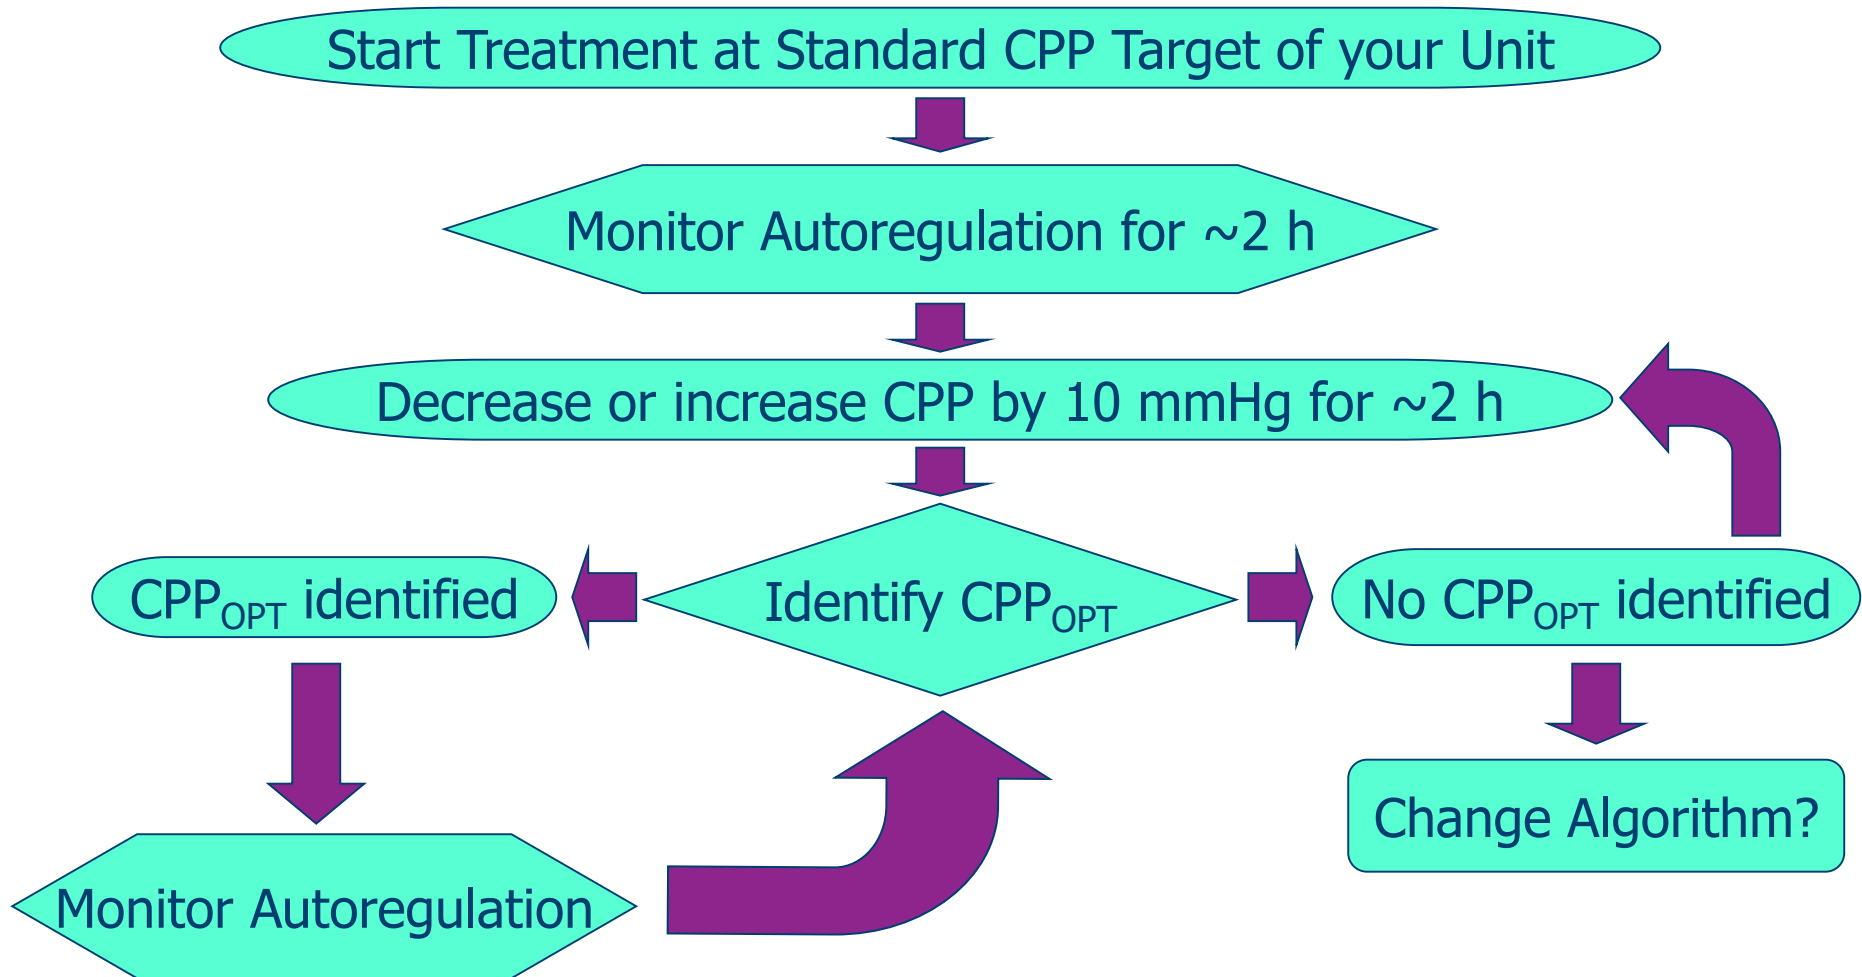 Start Treatment at Standard CPP Target of your Unit
Monitor Autoregulation for ~2 h
Decrease or increase CPP by 10 mmHg for ~2 h
CPPOPT identified
Identify CPPOPT
No CPPOPT identified
Change Algorithm?
Monitor Autoregulation